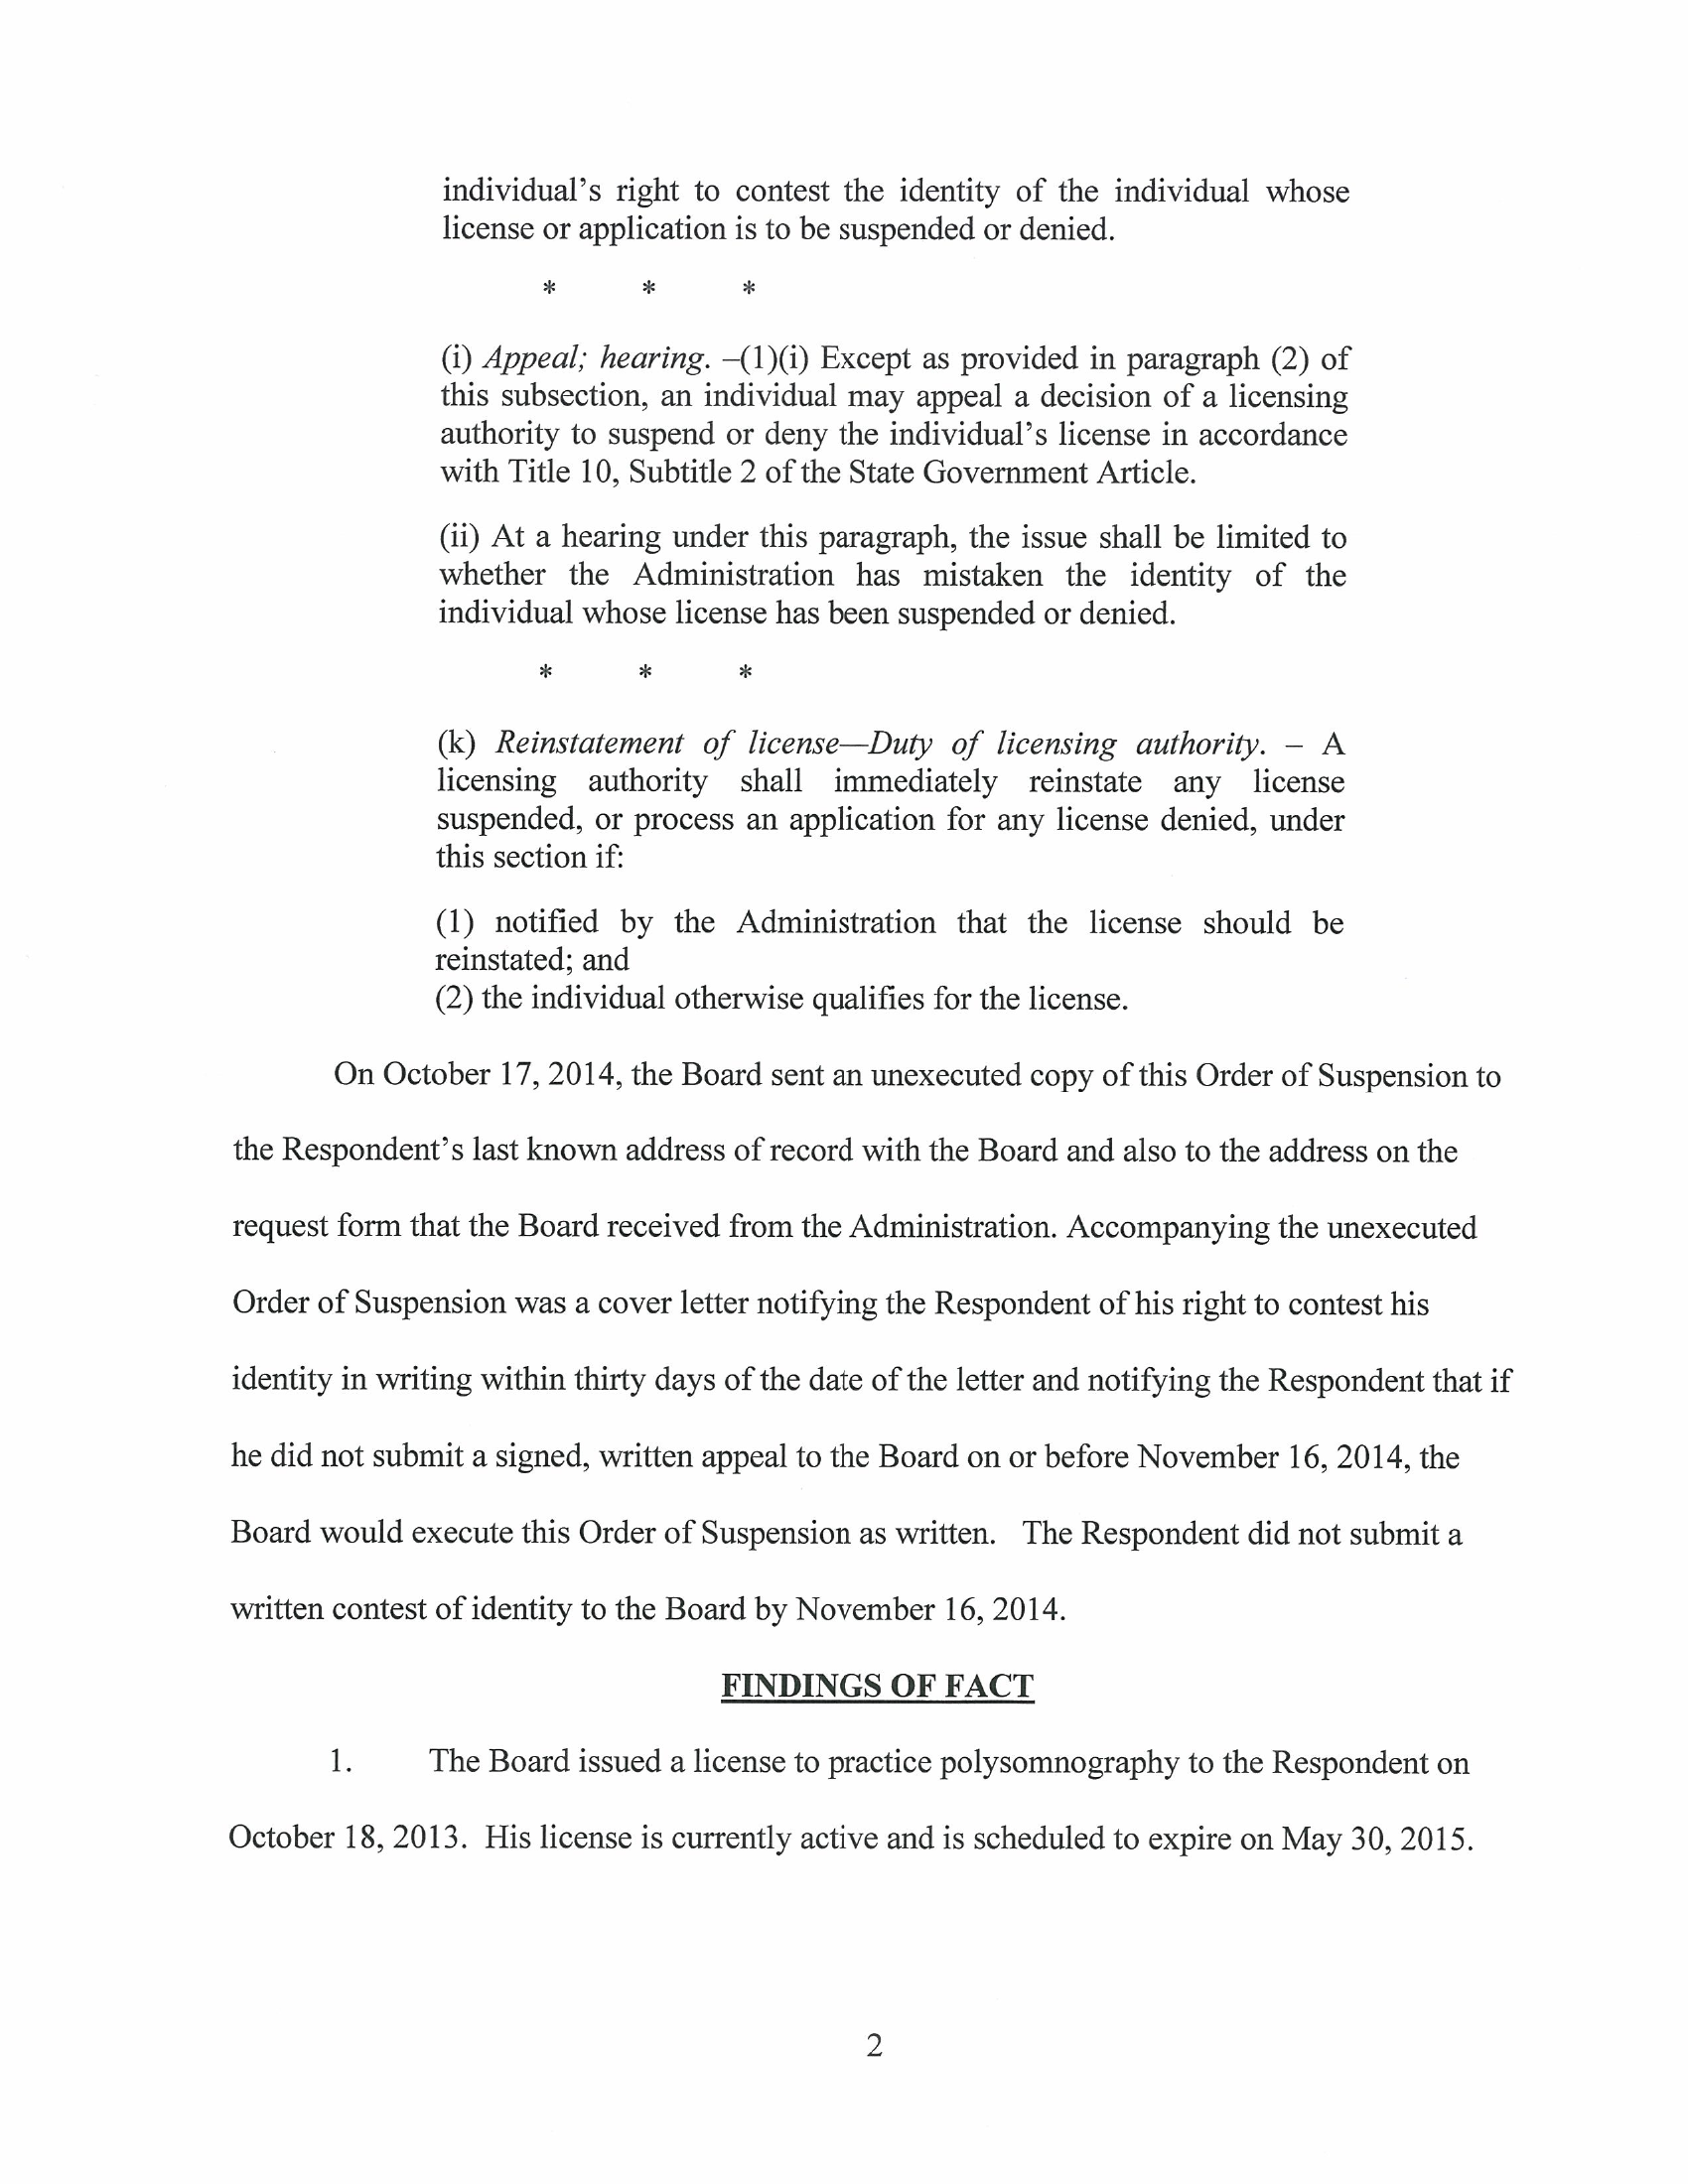 individual's right to contest the identity of the individual whose
license or application is to be suspended or denied.
* * *
(i) Appeal; hearing. –(1)(i) Except as provided in paragraph (2) of
this subsection, an individual may appeal a decision of a licensing
authority to suspend or deny the individual's license in accordance
with Title 10, Subtitle 2 of the State Government Article.
(ii) At a hearing under this paragraph, the issue shall be limited to
whether the Administration has mistaken the identity of the
individual whose license has been suspended or denied.
* * *
(k) Reinstatement of license—Duty of licensing authority. – A
licensing authority shall immediately reinstate any license
suspended, or process an application for any license denied, under
this section if:
(1) notified by the Administration that the license should be
reinstated; and
(2) the individual otherwise qualifies for the license.
On October 17, 2014, the Board sent an unexecuted copy of this Order of Suspension to
the Respondent's last known address of record with the Board and also to the address on the
request form that the Board received from the Administration. Accompanying the unexecuted
Order of Suspension was a cover letter notifying the Respondent of his right to contest his
identity in writing within thirty days of the date of the letter and notifying the Respondent that if
he did not submit a signed, written appeal to the Board on or before November 16, 2014, the
Board would execute this Order of Suspension as written. The Respondent did not submit a
written contest of identity to the Board by November 16, 2014.
FINDINGS OF FACT
1. The Board issued a license to practice polysomnography to the Respondent on
October 18, 2013. His license is currently active and is scheduled to expire on May 30, 2015.
2